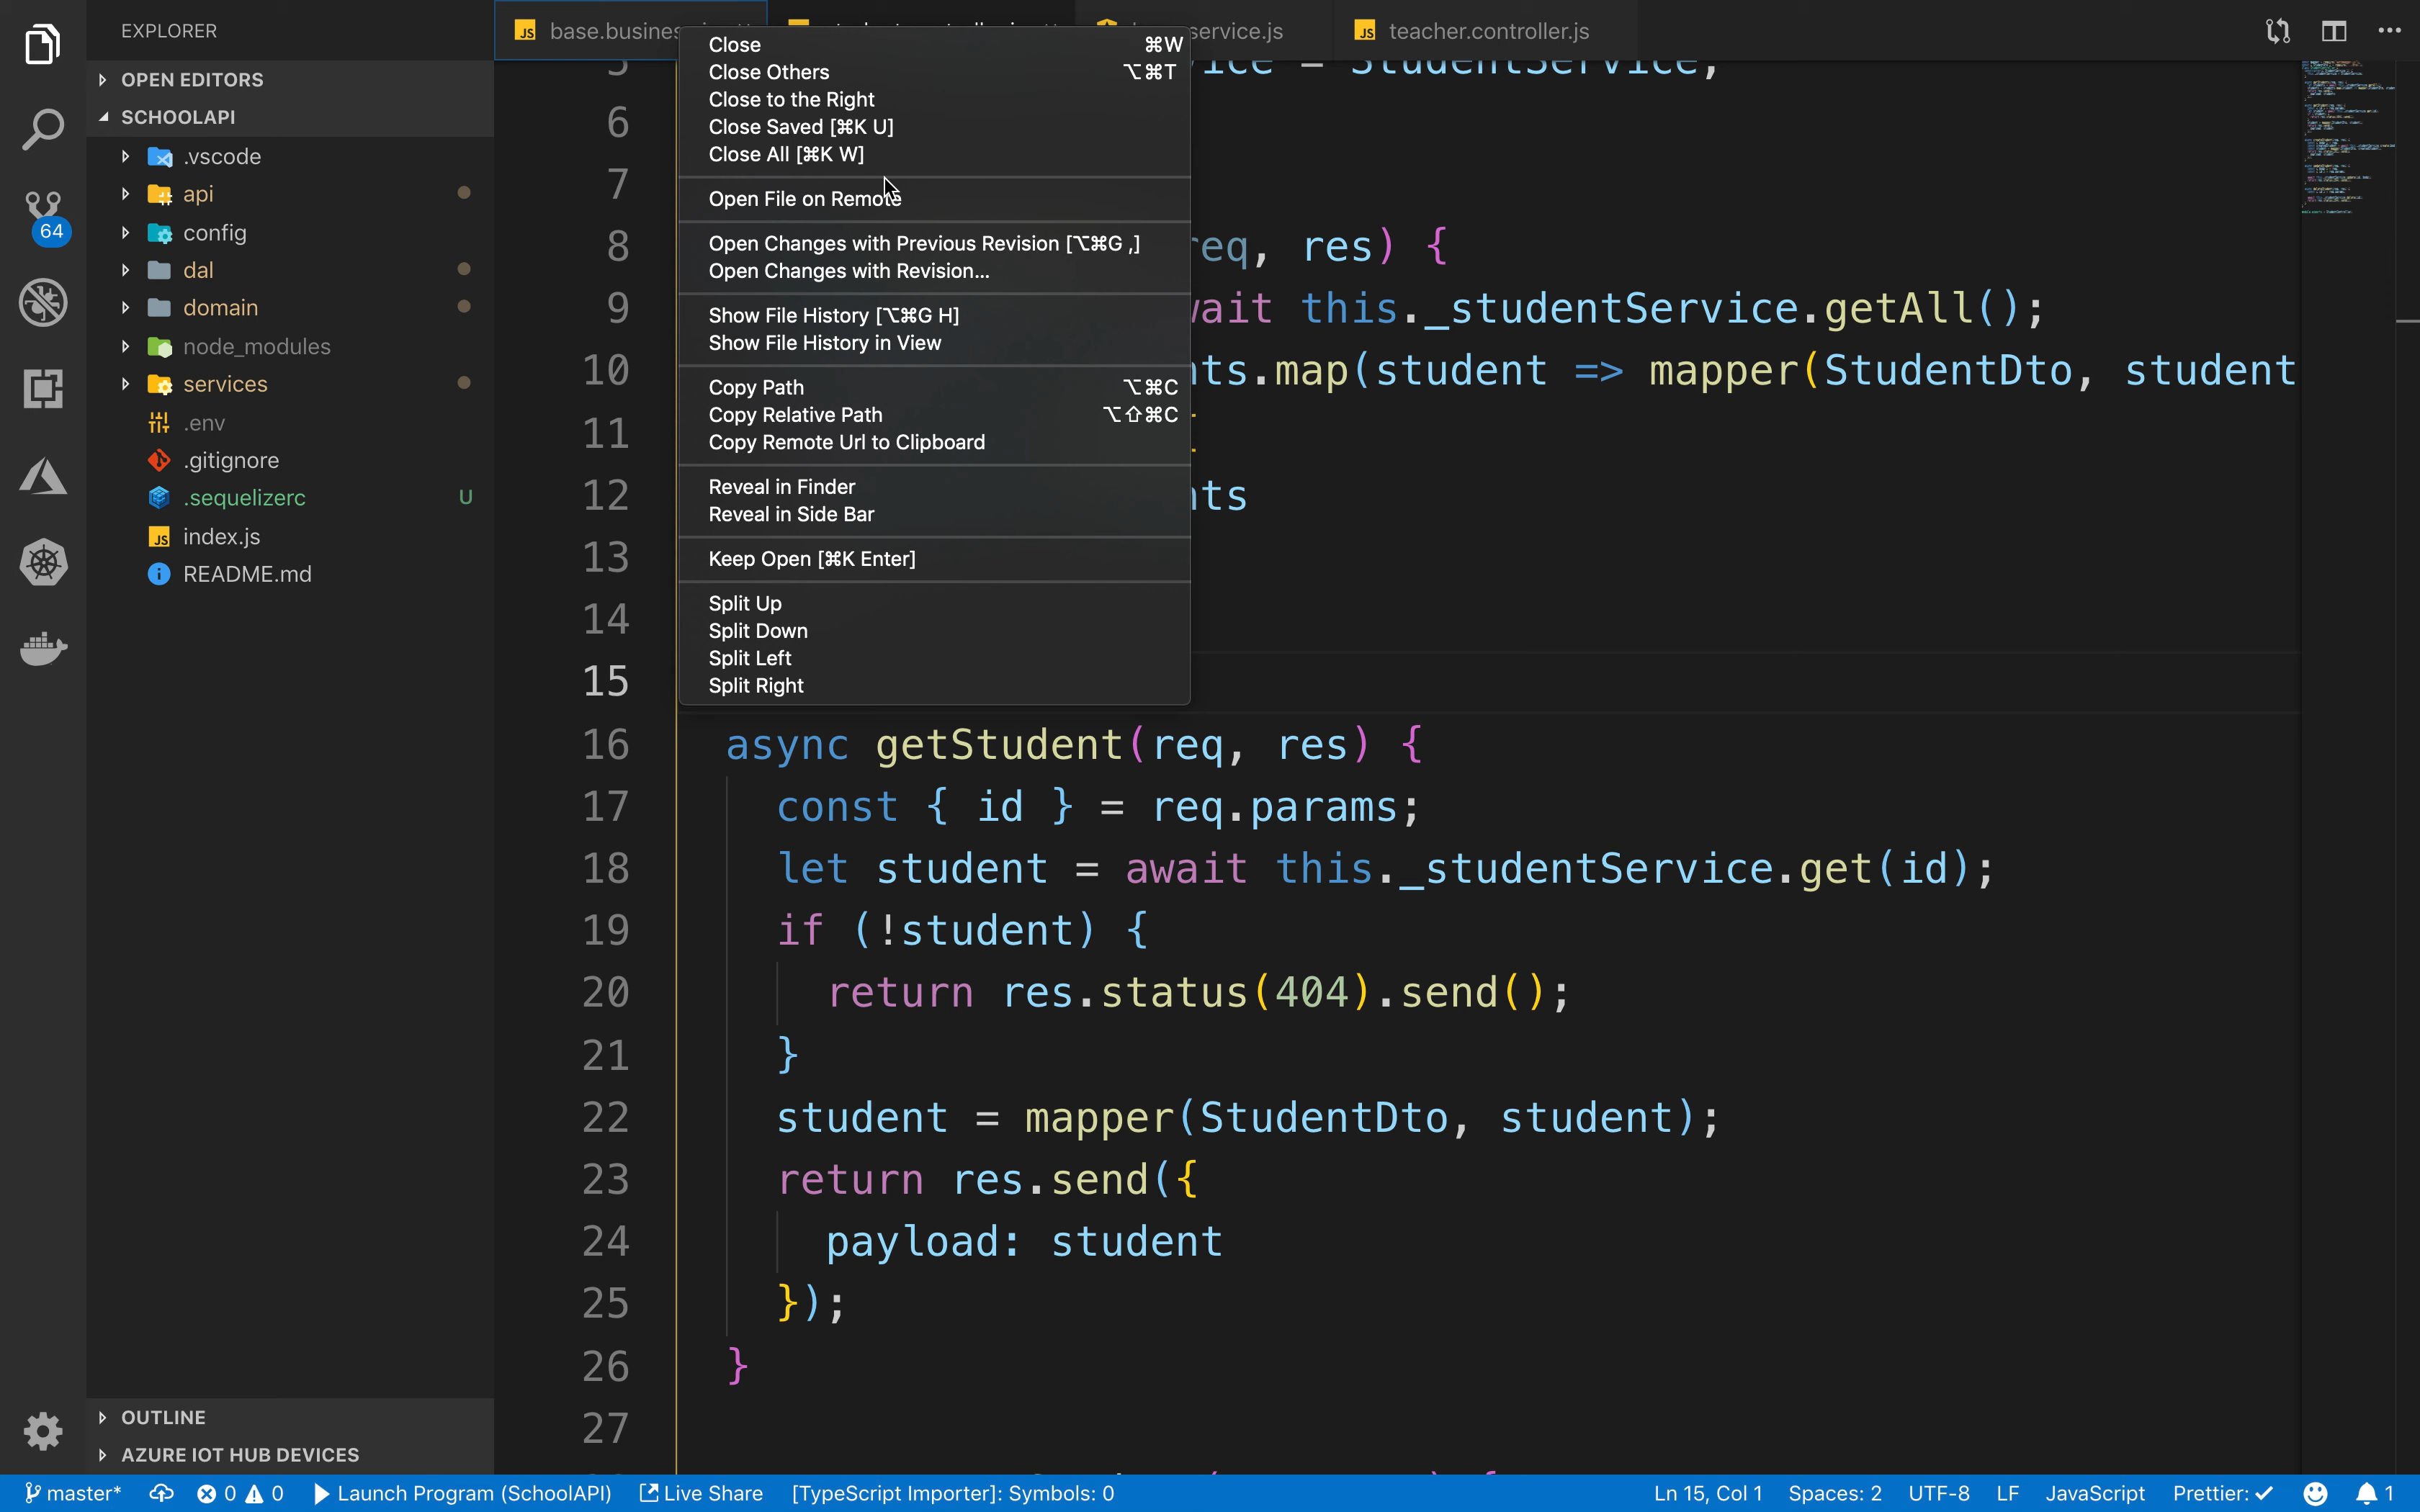 EXPLORER
OPEN EDITORS
SCHOOLAPI
.vscode
api
config
dal
domain
node_modules
services
.env
.gitignore
.sequelizerc U
index.js
README.md
OUTLINE
AZURE IOT HUB DEVICES
64
JS base.busines
service.js
JS teacher.controller.js
Close ⌘W
Close Others ⌥⌘T
Close to the Right
Close Saved [⌘K U]
Close All [⌘K W]
Open File on Remote
Open Changes with Previous Revision [⌥⌘G ,]
Open Changes with Revision...
Show File History [⌥⌘G H]
Show File History in View
Copy Path ⌥⌘C
Copy Relative Path ⌥⇧⌘C
Copy Remote Url to Clipboard
Reveal in Finder
Reveal in Side Bar
Keep Open [⌘K Enter]
Split Up
Split Down
Split Left
Split Right
5 ice = StudentService;
6
7
8 eq, res) {
9 ait this._studentService.getAll();
10 ts.map(student => mapper(StudentDto, student
11 {
12 ts
13
14
15
16 async getStudent(req, res) {
17 const { id } = req.params;
18 let student = await this._studentService.get(id);
19 if (!student) {
20 return res.status(404).send();
21 }
22 student = mapper(StudentDto, student);
23 return res.send({
24 payload: student
25 });
26 }
27
master* 0 0 Launch Program (SchoolAPI) Live Share [TypeScript Importer]: Symbols: 0 Ln 15, Col 1 Spaces: 2 UTF-8 LF JavaScript Prettier: ✓ 1